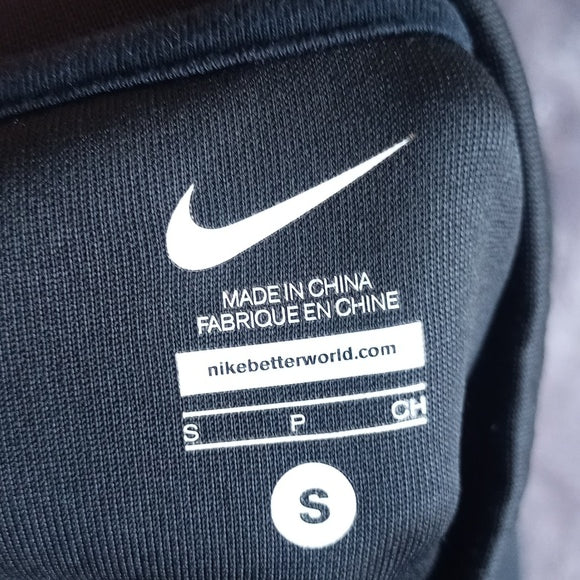 MADE IN CHINA
FABRIQUE EN CHINE
nikebetterworld.com
S P CH
S